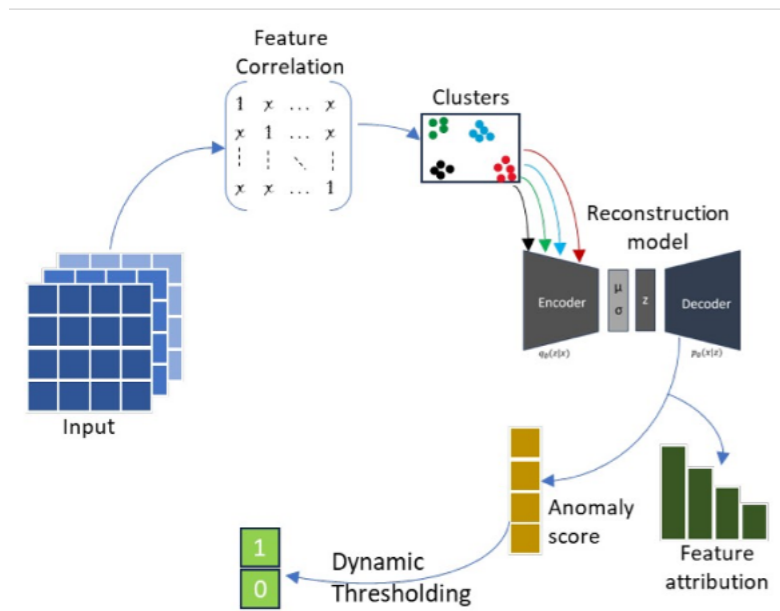 Feature
Correlation
1 x ... x
x 1 ... x
x x ... 1
Clusters
Reconstruction
model
Encoder
μ
σ
z
Decoder
qθ(z|x)
pθ(x|z)
Input
Anomaly
score
Feature
attribution
Dynamic
Thresholding
1
0